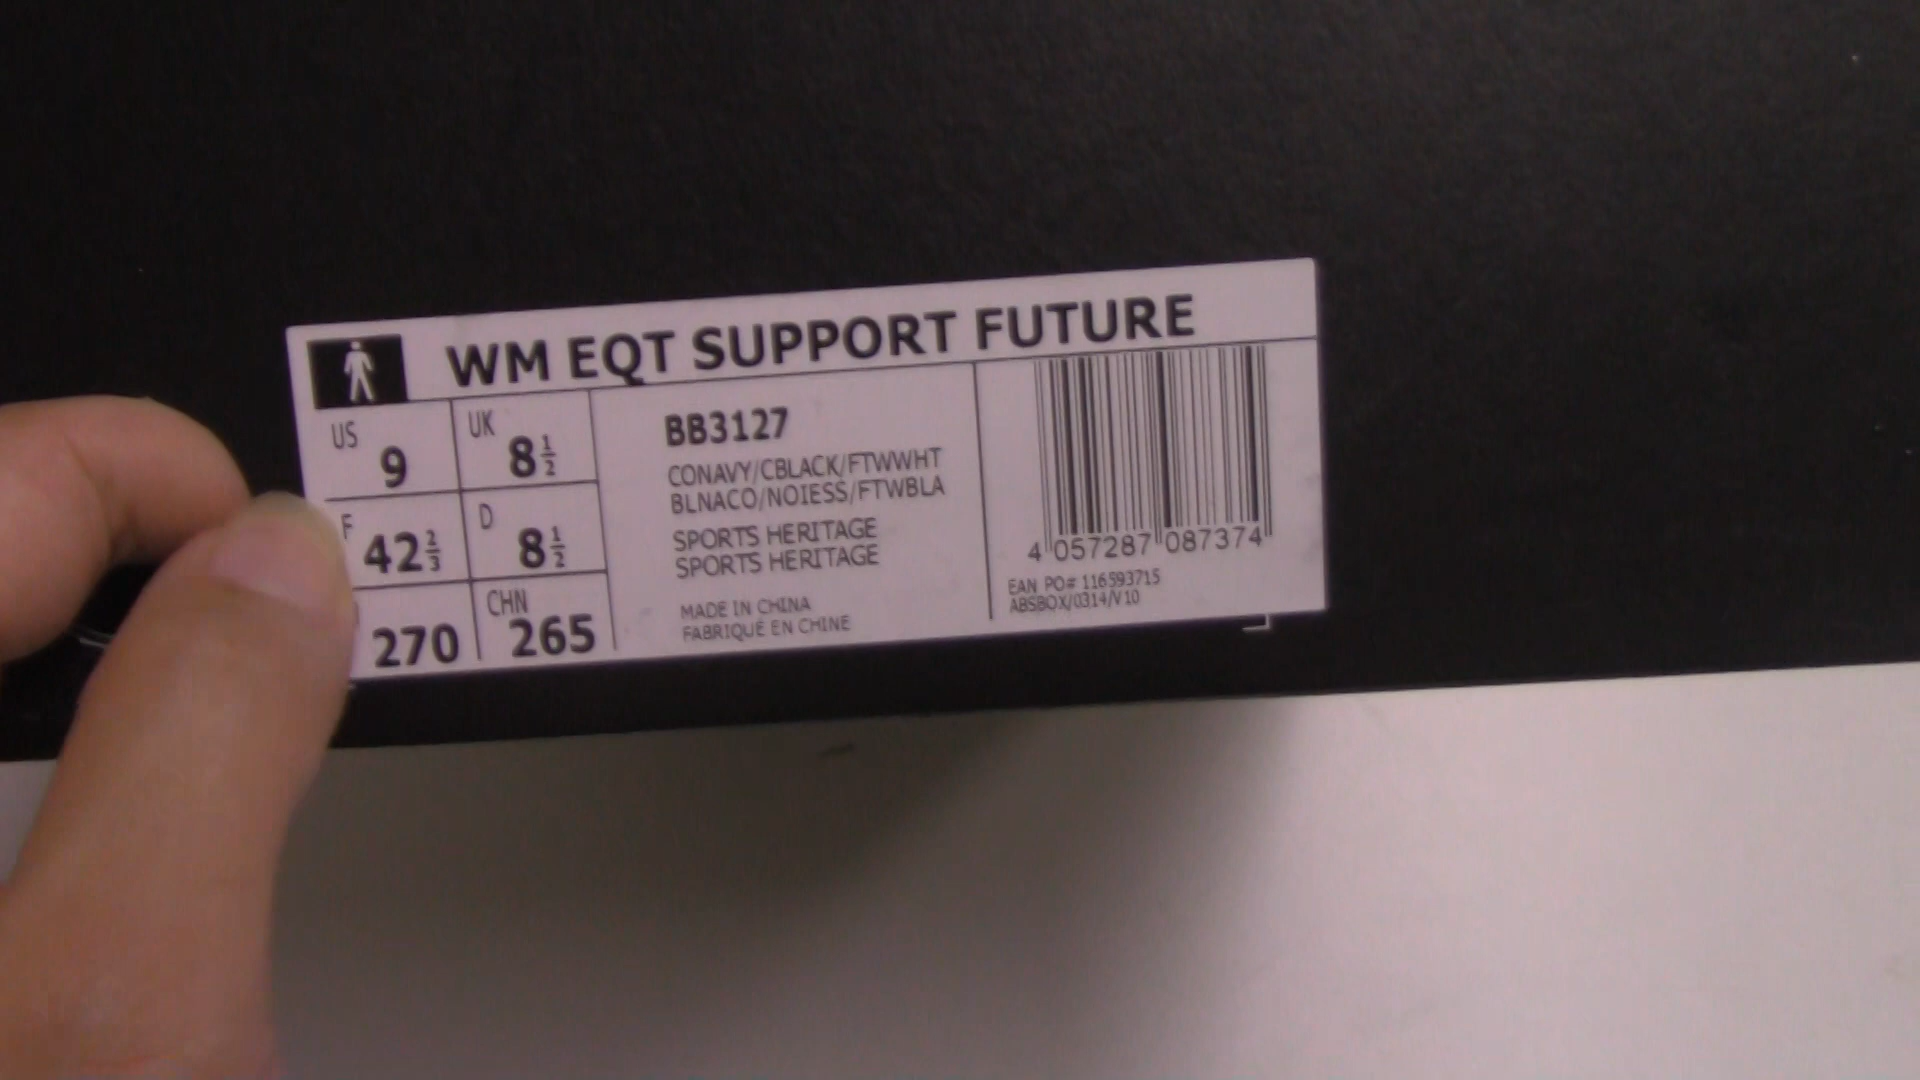 WM EQT SUPPORT FUTURE
US 9 UK 8½
F 42⅔ D 8½
270 CHN 265
BB3127
CONAVY/CBLACK/FTWWHT
BLNACO/NOIESS/FTWBLA
SPORTS HERITAGE
SPORTS HERITAGE
MADE IN CHINA
FABRIQUÉ EN CHINE
4 057287 087374
EAN PO# 116593715
ABSBOX/0314/V10